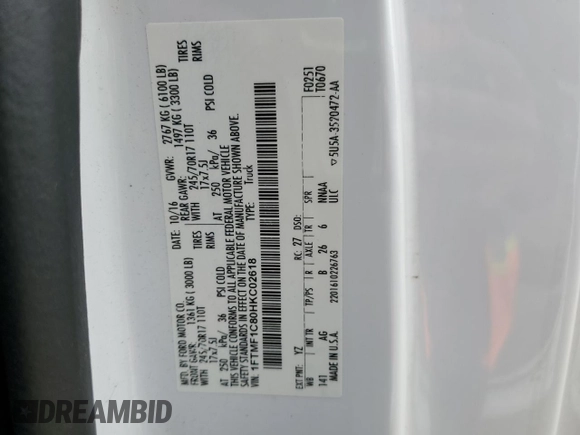 MFD. BY FORD MOTOR CO.
DATE: 10/16 GVWR: 2767 KG ( 6100 LB)
FRONT GAWR: 1361 KG ( 3000 LB) REAR GAWR: 1497 KG ( 3300 LB)
WITH 245/70R17 110T TIRES WITH 245/70R17 110T TIRES
17x7.5J RIMS 17x7.5J RIMS
AT 250 kPa/ 36 PSI COLD AT 250 kPa/ 36 PSI COLD
THIS VEHICLE CONFORMS TO ALL APPLICABLE FEDERAL MOTOR VEHICLE
SAFETY STANDARDS IN EFFECT ON THE DATE OF MANUFACTURE SHOWN ABOVE.
VIN: 1FTMF1C80HKC02618
TYPE: Truck
F0251
T0670
EXT PNT: YZ RC: 27 DSO:
WB INT TR TP/PS R AXLE TR SPR
141 AG B 26 6 NNAA
MADE IN U.S.A. 2201610226763 ULC
▽5U5A-3520472-AA
DREAMBID